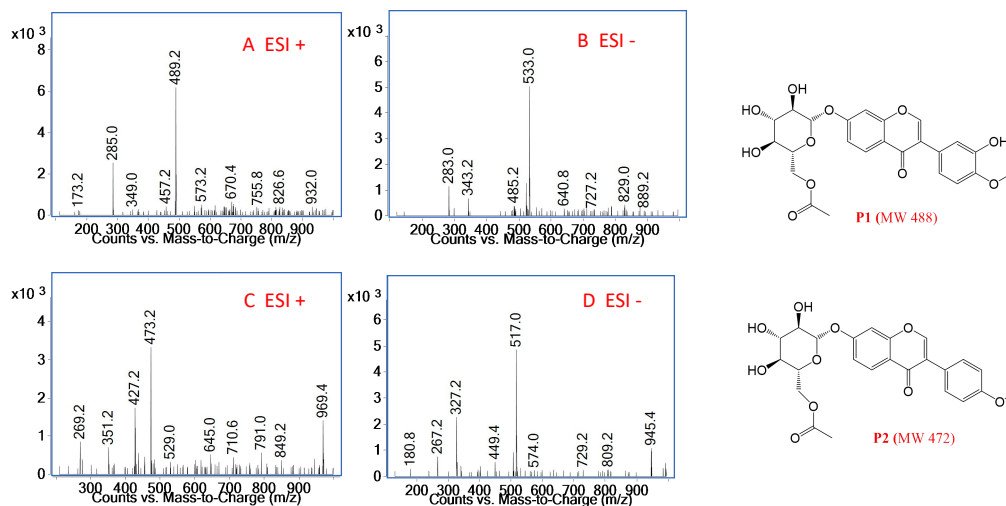 A ESI +
x10 3
8
6
4
2
0
173.2
285.0
349.0
457.2
489.2
573.2
670.4
755.8
826.6
932.0
200 300 400 500 600 700 800 900
Counts vs. Mass-to-Charge (m/z)
B ESI -
x10 3
6
5
4
3
2
1
0
283.0
343.2
485.2
533.0
640.8
727.2
829.0
889.2
200 300 400 500 600 700 800 900
Counts vs. Mass-to-Charge (m/z)
OH
HO
HO
O
O
O
O
O
O
OH
O
P1 (MW 488)
C ESI +
x10 3
4
3
2
1
0
269.2
351.2
427.2
473.2
529.0
645.0
710.6
791.0
849.2
969.4
200 300 400 500 600 700 800 900
Counts vs. Mass-to-Charge (m/z)
D ESI -
x10 3
6
5
4
3
2
1
0
180.8
267.2
327.2
449.4
517.0
574.0
729.2
809.2
945.4
200 300 400 500 600 700 800 900
Counts vs. Mass-to-Charge (m/z)
OH
HO
HO
O
O
O
O
O
O
P2 (MW 472)